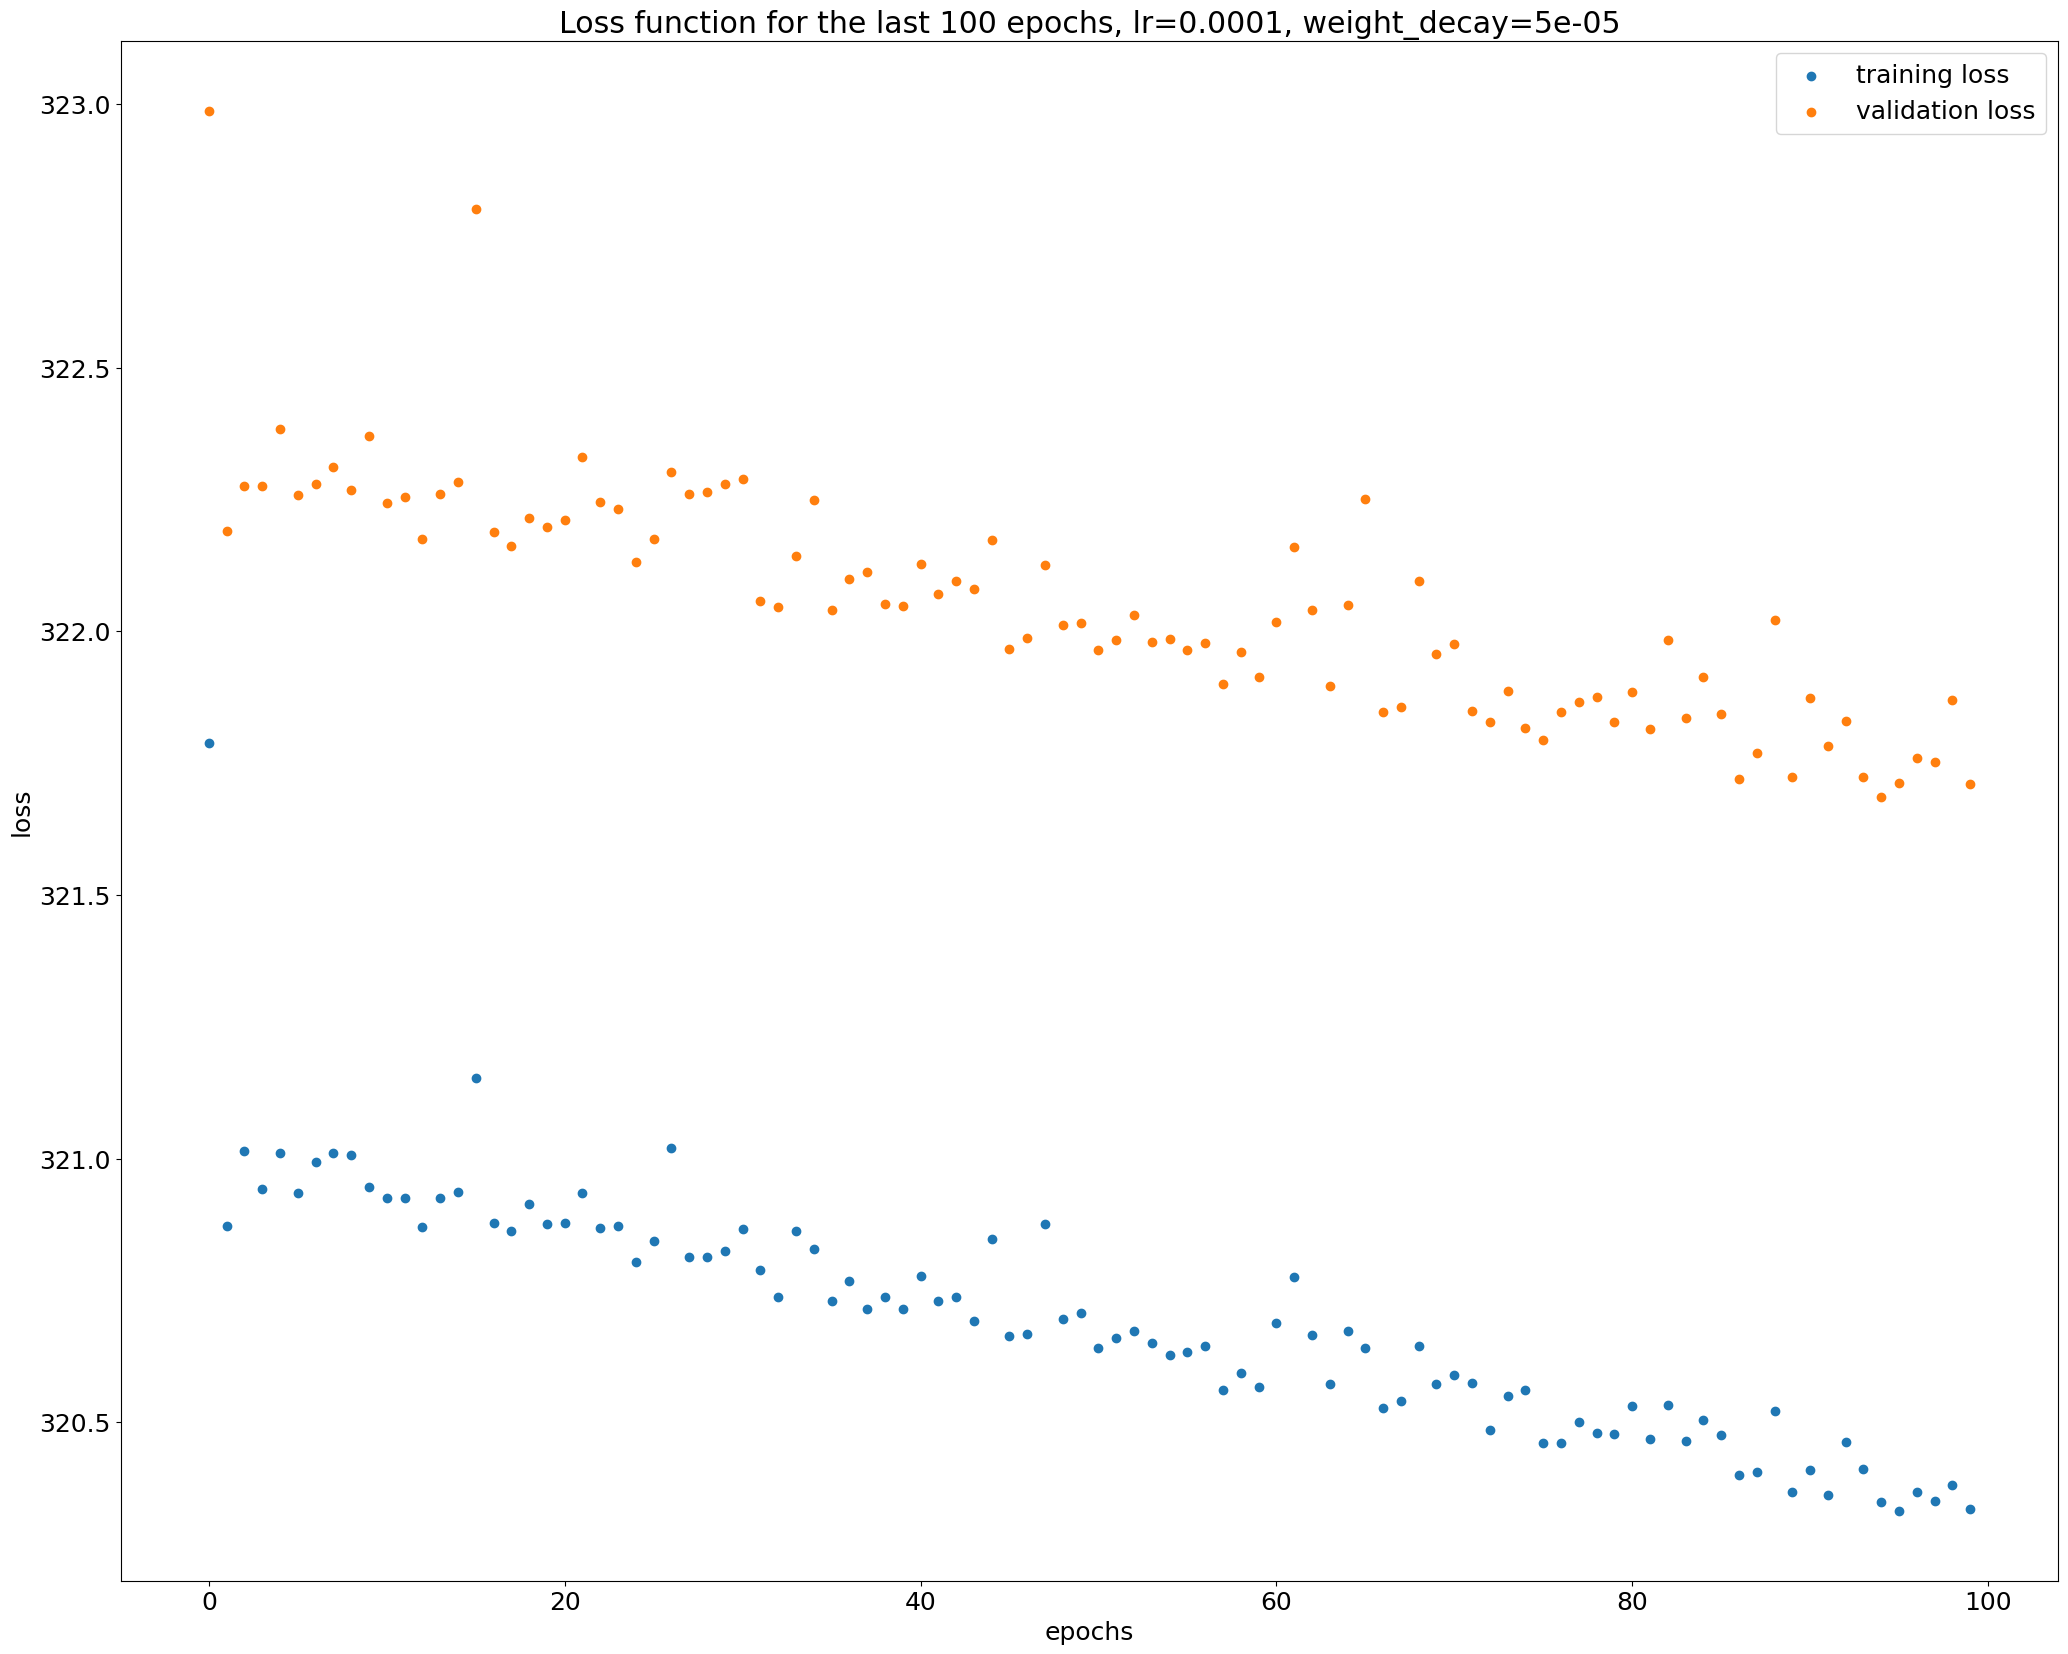 Loss function for the last 100 epochs, lr=0.0001, weight_decay=5e-05
training loss
validation loss
323.0
322.5
322.0
321.5
321.0
320.5
loss
0 20 40 60 80 100
epochs